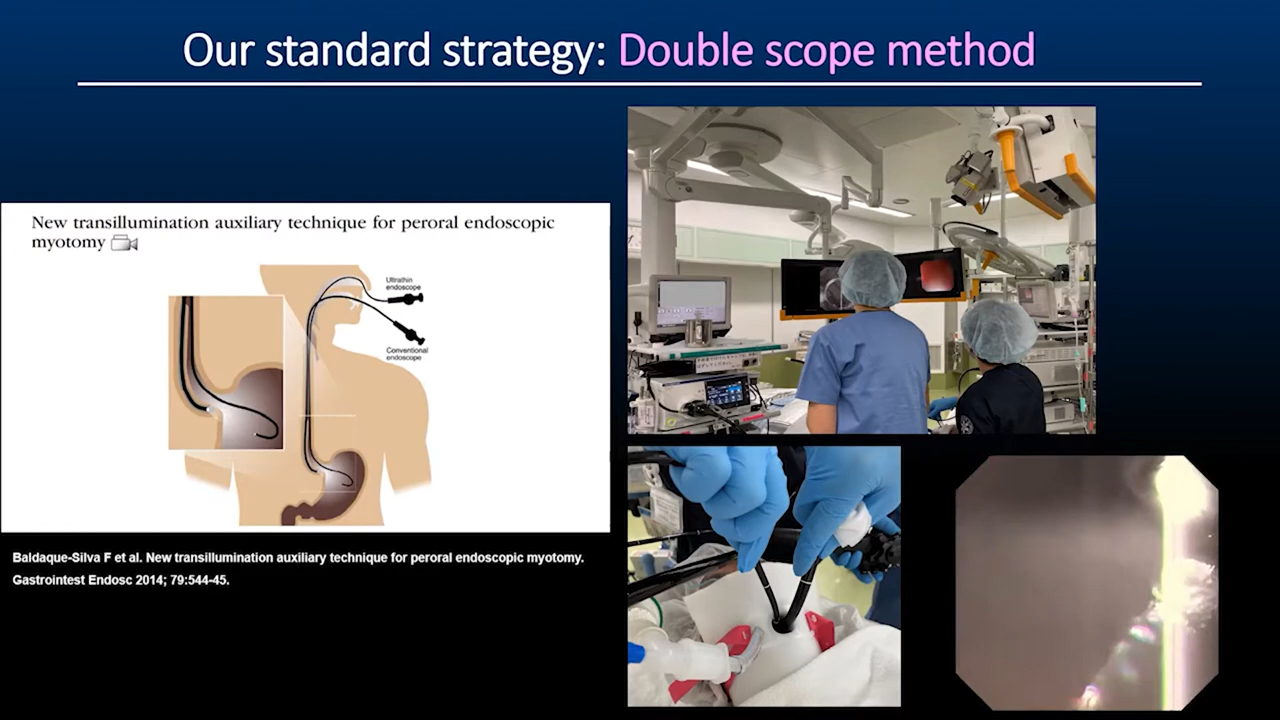 Our standard strategy: Double scope method
New transillumination auxiliary technique for peroral endoscopic
myotomy
Ultrathin
endoscope
Conventional
endoscope
Baldaque-Silva F et al. New transillumination auxiliary technique for peroral endoscopic myotomy.
Gastrointest Endosc 2014; 79:544-45.